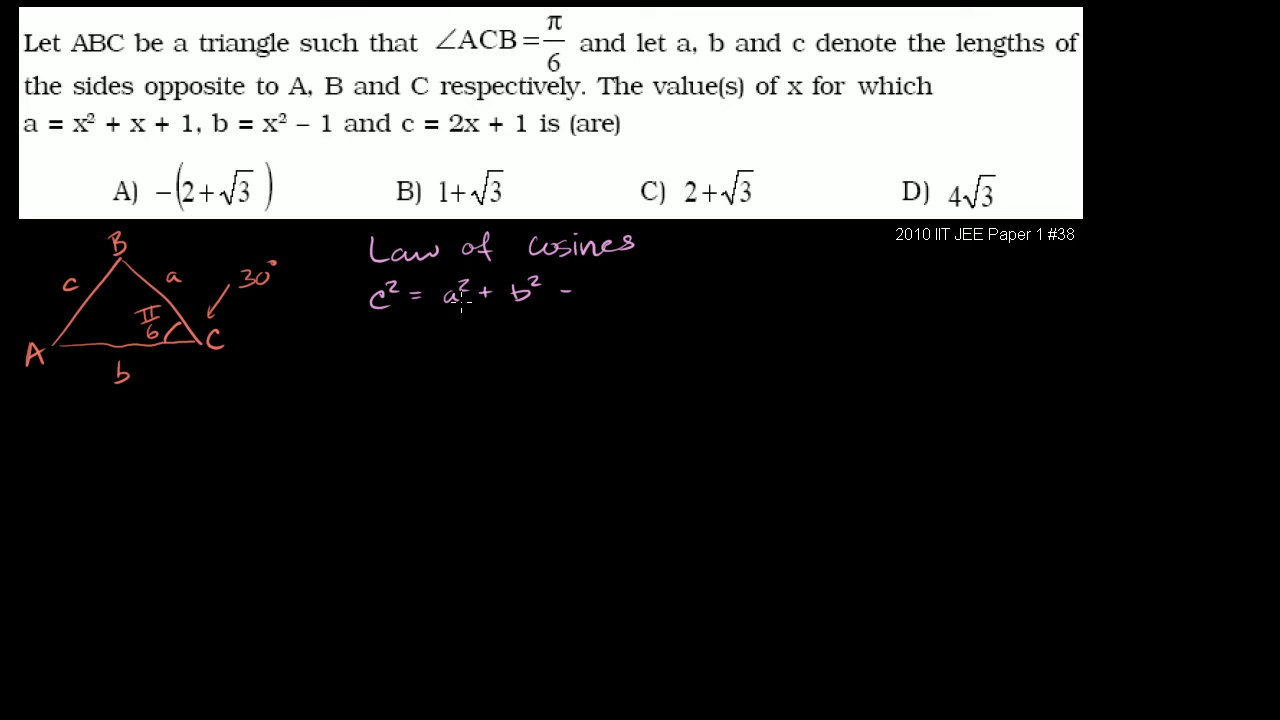 Let ABC be a triangle such that ∠ACB = π/6 and let a, b and c denote the lengths of
the sides opposite to A, B and C respectively. The value(s) of x for which
a = x² + x + 1, b = x² – 1 and c = 2x + 1 is (are)
A) –(2+√3) B) 1+√3 C) 2+√3 D) 4√3
2010 IIT JEE Paper 1 #38
Law of cosines
c² = a² + b² –
B
c a 30°
π/6
A C
b